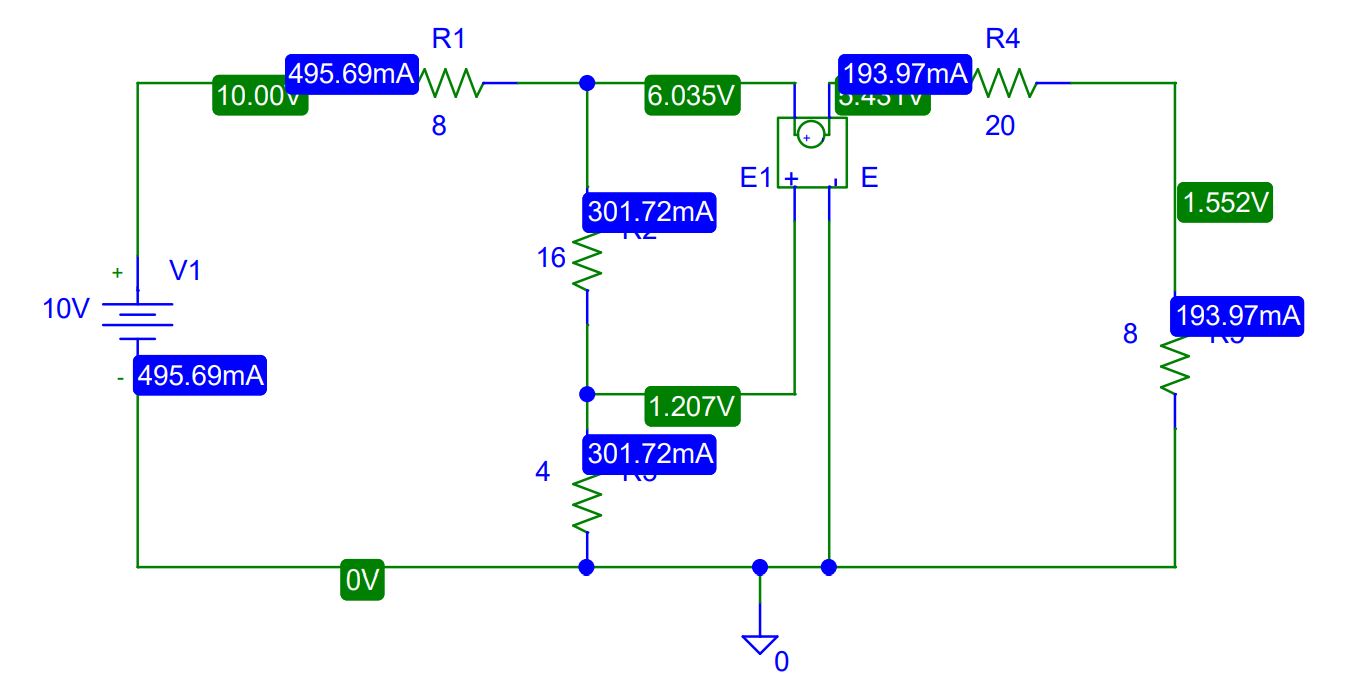 R1
R4
495.69mA
193.97mA
10.00V
6.035V
5.431V
8
20
+
E1 + - E
1.552V
301.72mA
R2
16
+
V1
10V
193.97mA
8
-
495.69mA
1.207V
301.72mA
R3
4
0V
0